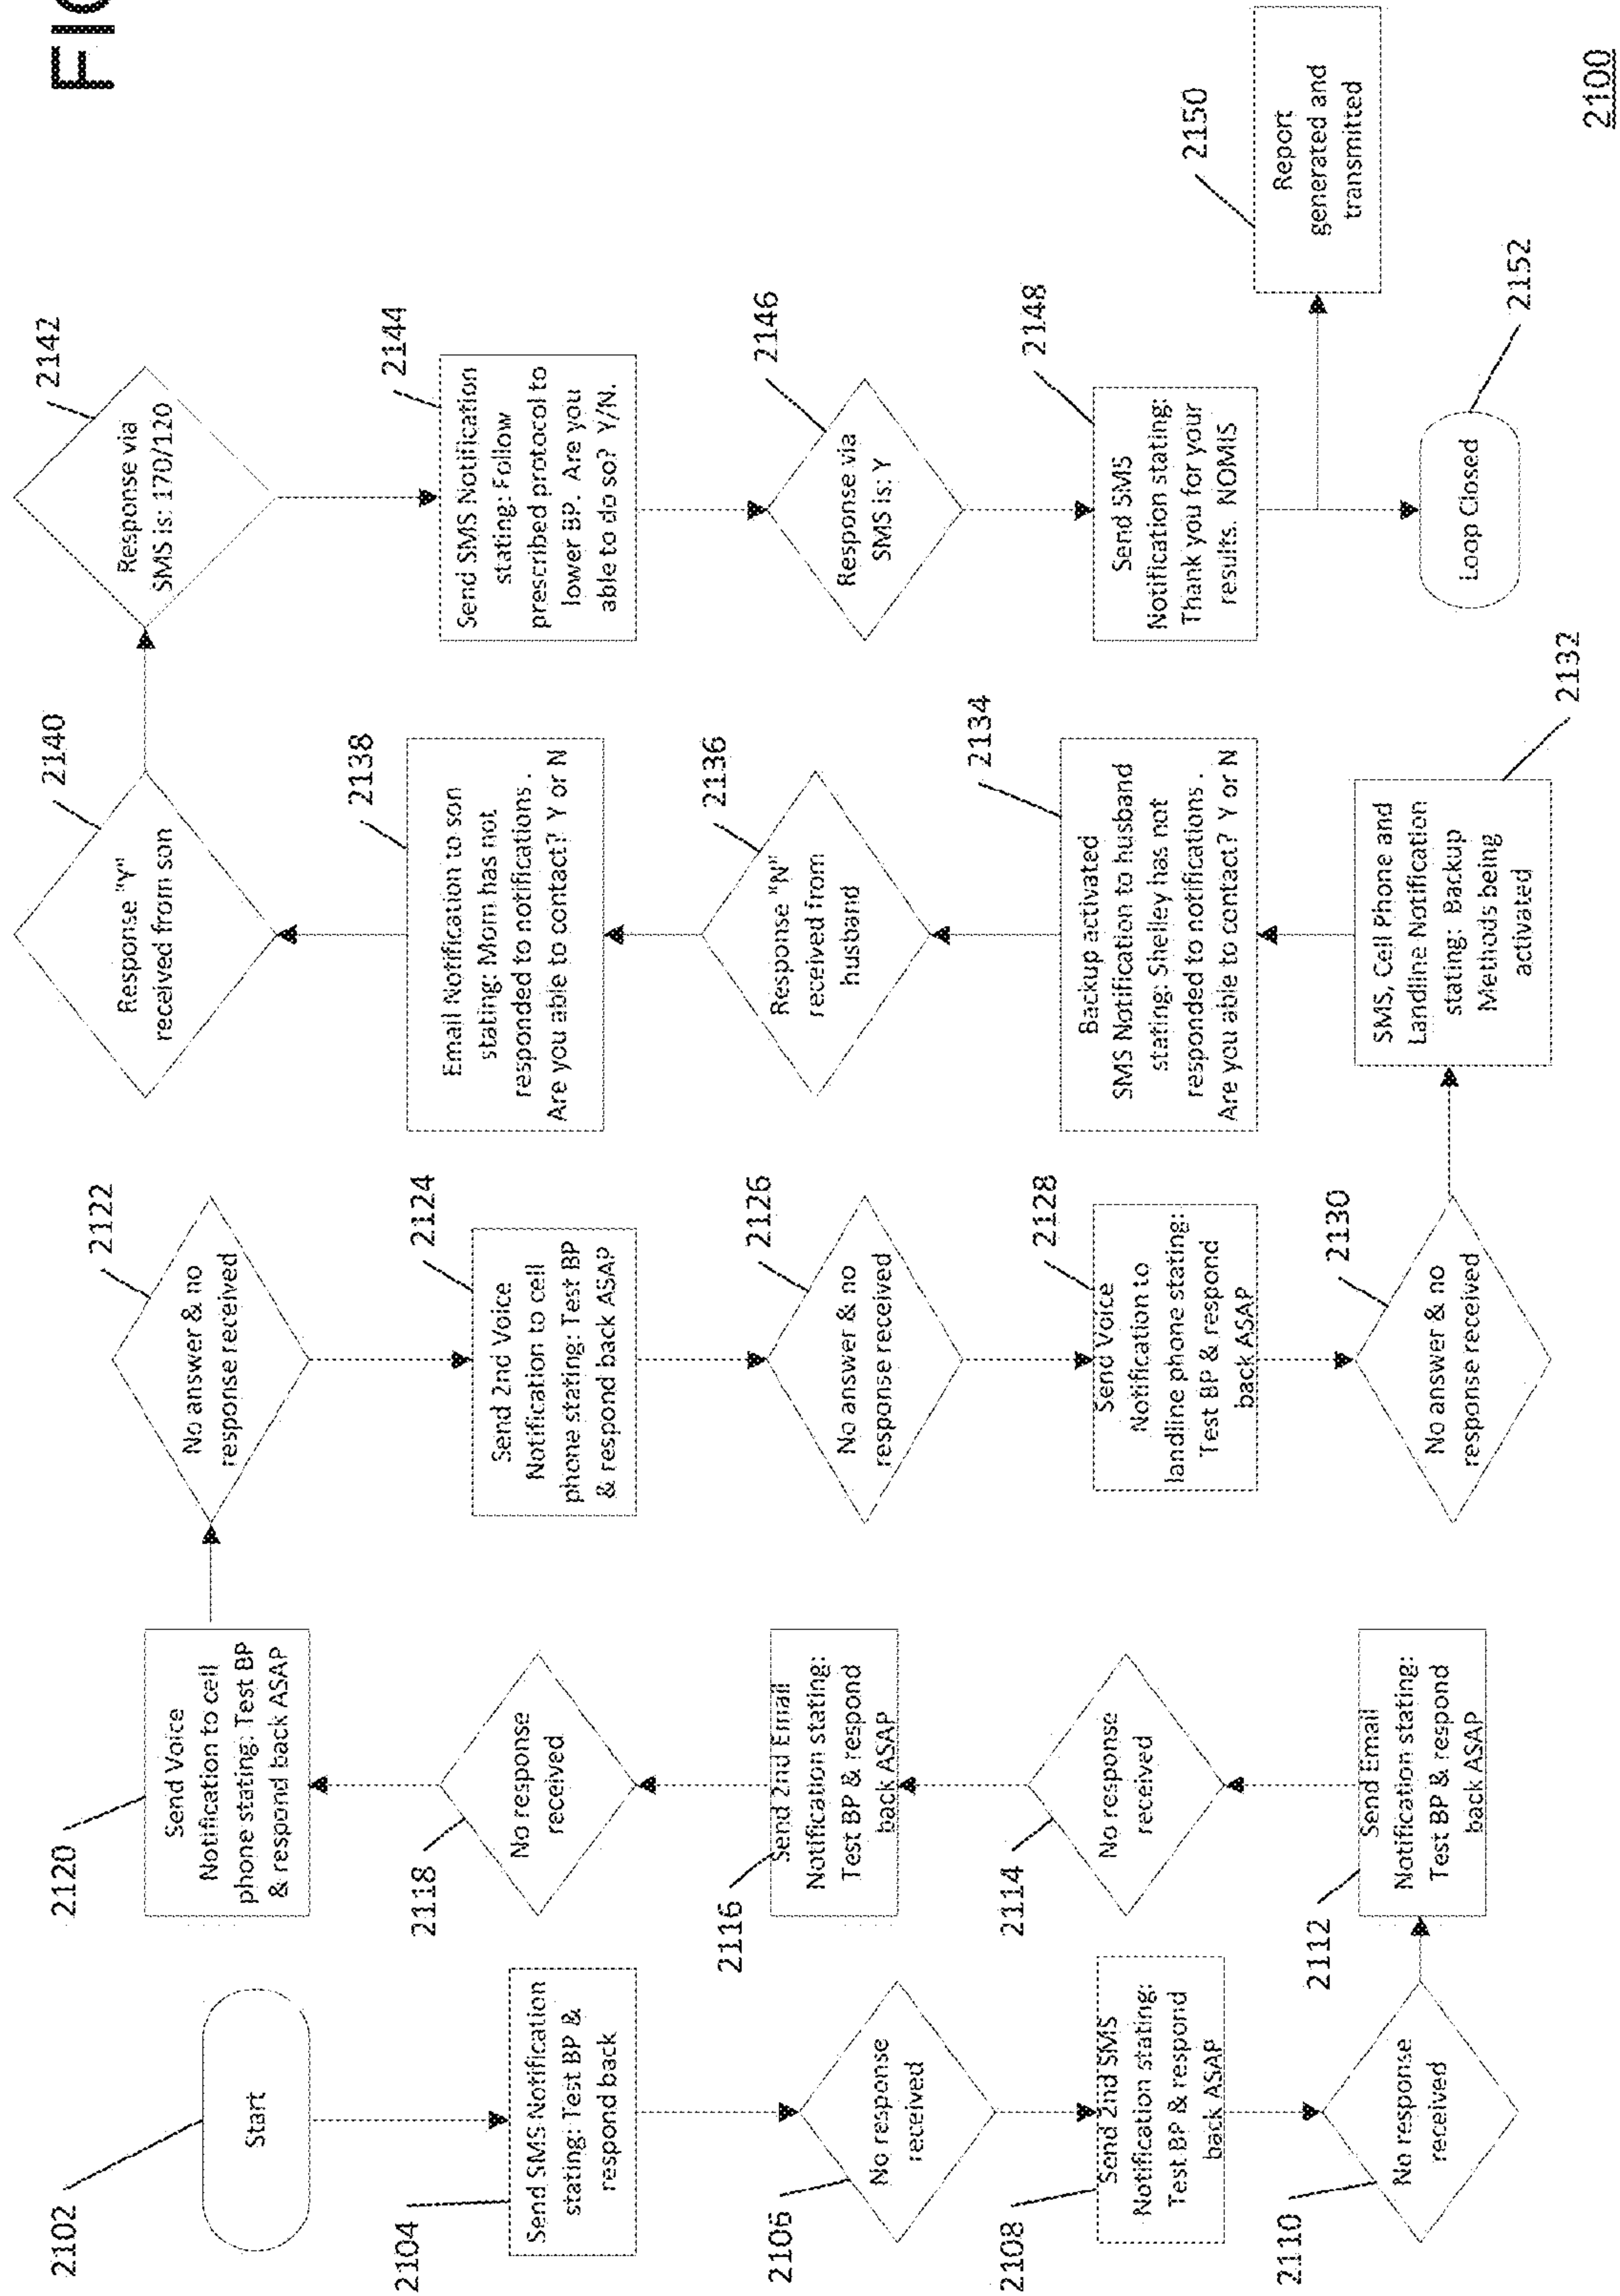 FIG
2102
Start
2104
Send SMS Notification
stating: Test BP &
respond back
2106
No response
received
2108
Send 2nd SMS
Notification stating:
Test BP & respond
back ASAP
2110
No response
received
2112
Send Email
Notification stating:
Test BP & respond
back ASAP
2114
No response
received
2116
Send 2nd Email
Notification stating:
Test BP & respond
back ASAP
2118
No response
received
2120
Send Voice
Notification to cell
phone stating: Test BP
& respond back ASAP
2122
No answer & no
response received
2124
Send 2nd Voice
Notification to cell
phone stating: Test BP
& respond back ASAP
2126
No answer & no
response received
2128
Send Voice
Notification to
landline phone stating:
Test BP & respond
back ASAP
2130
No answer & no
response received
2132
SMS, Cell Phone and
Landline Notification
stating: Backup
Methods being
activated
2134
Backup activated
SMS Notification to husband
stating: Shelley has not
responded to notifications.
Are you able to contact? Y or N
2136
Response "N"
received from
husband
2138
Email Notification to son
stating: Mom has not
responded to notifications.
Are you able to contact? Y or N
2140
Response "Y"
received from son
2142
Response via
SMS is: 170/120
2144
Send SMS Notification
stating: Follow
prescribed protocol to
lower BP. Are you
able to do so? Y/N.
2146
Response via
SMS is: Y
2148
Send SMS
Notification stating:
Thank you for your
results. NOMIS
2150
Report
generated and
transmitted
2152
Loop Closed
2100